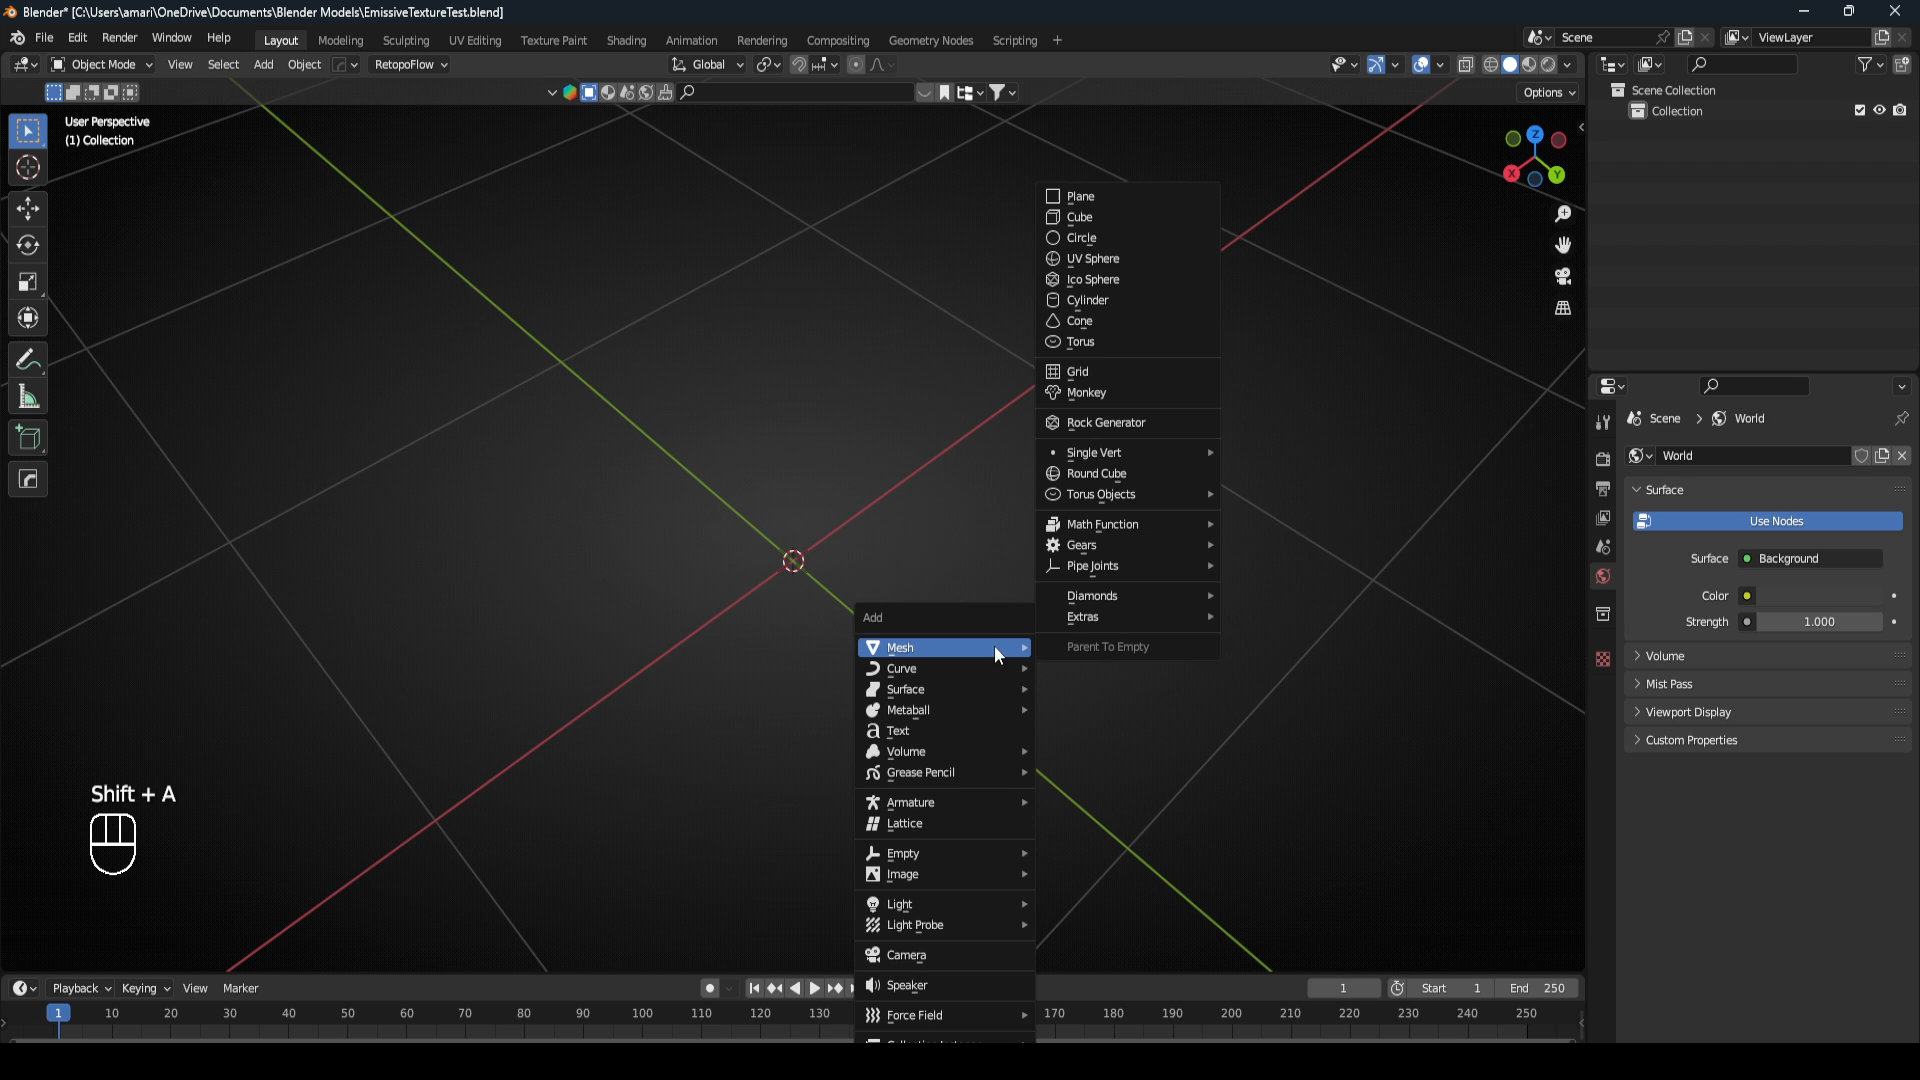 Blender* [C:\Users\amari\OneDrive\Documents\Blender Models\EmissiveTextureTest.blend]
File Edit Render Window Help Layout Modeling Sculpting UV Editing Texture Paint Shading Animation Rendering Compositing Geometry Nodes Scripting + Scene ViewLayer
Object Mode View Select Add Object RetopoFlow Global
Options
User Perspective
(1) Collection
Z
X
Y
Scene Collection
Collection
Plane
Cube
Circle
UV Sphere
Ico Sphere
Cylinder
Cone
Torus
Grid
Monkey
Rock Generator
Single Vert
Round Cube
Torus Objects
Math Function
Gears
Pipe Joints
Diamonds
Extras
Parent To Empty
Add
Mesh
Curve
Surface
Metaball
Text
Volume
Grease Pencil
Armature
Lattice
Empty
Image
Light
Light Probe
Camera
Speaker
Force Field
Shift + A
Scene > World
World
Surface
Use Nodes
Surface Background
Color
Strength 1.000
Volume
Mist Pass
Viewport Display
Custom Properties
Playback Keying View Marker 1 Start 1 End 250
1 10 20 30 40 50 60 70 80 90 100 110 120 130 170 180 190 200 210 220 230 240 250